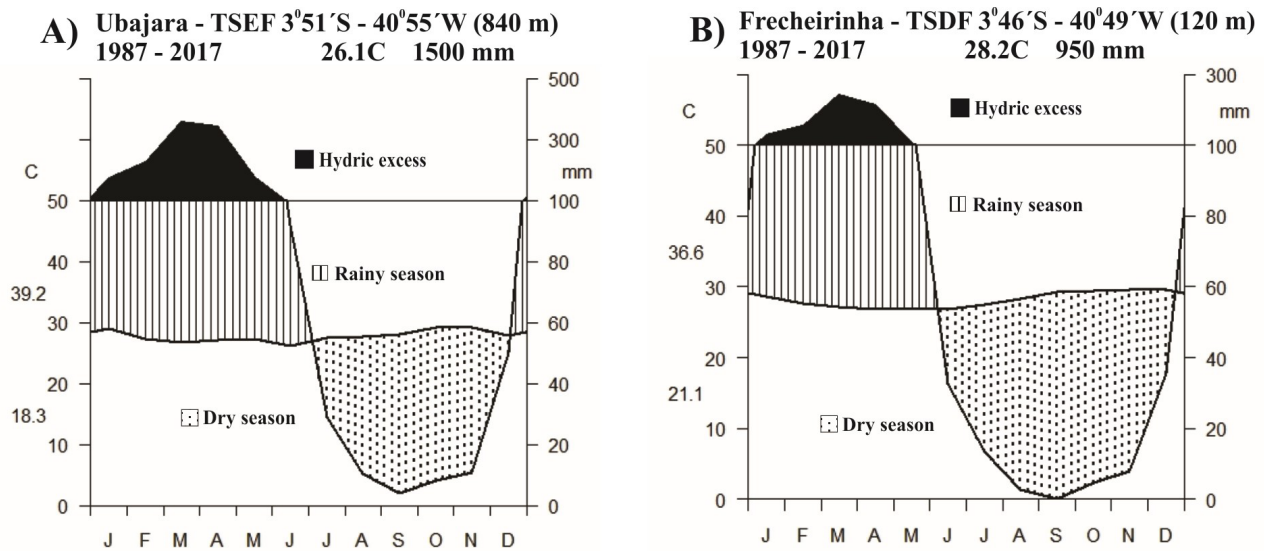 A) Ubajara - TSEF 3⁰51´S - 40⁰55´W (840 m)
1987 - 2017 26.1C 1500 mm
500
300
mm
100
80
60
40
20
0
C
50
40
39.2
30
20
18.3
10
0
Hydric excess
Rainy season
Dry season
J F M A M J J A S O N D
B) Frecheirinha - TSDF 3⁰46´S - 40⁰49´W (120 m)
1987 - 2017 28.2C 950 mm
300
mm
100
80
60
40
20
0
C
50
40
36.6
30
20
21.1
10
0
Hydric excess
Rainy season
Dry season
J F M A M J J A S O N D